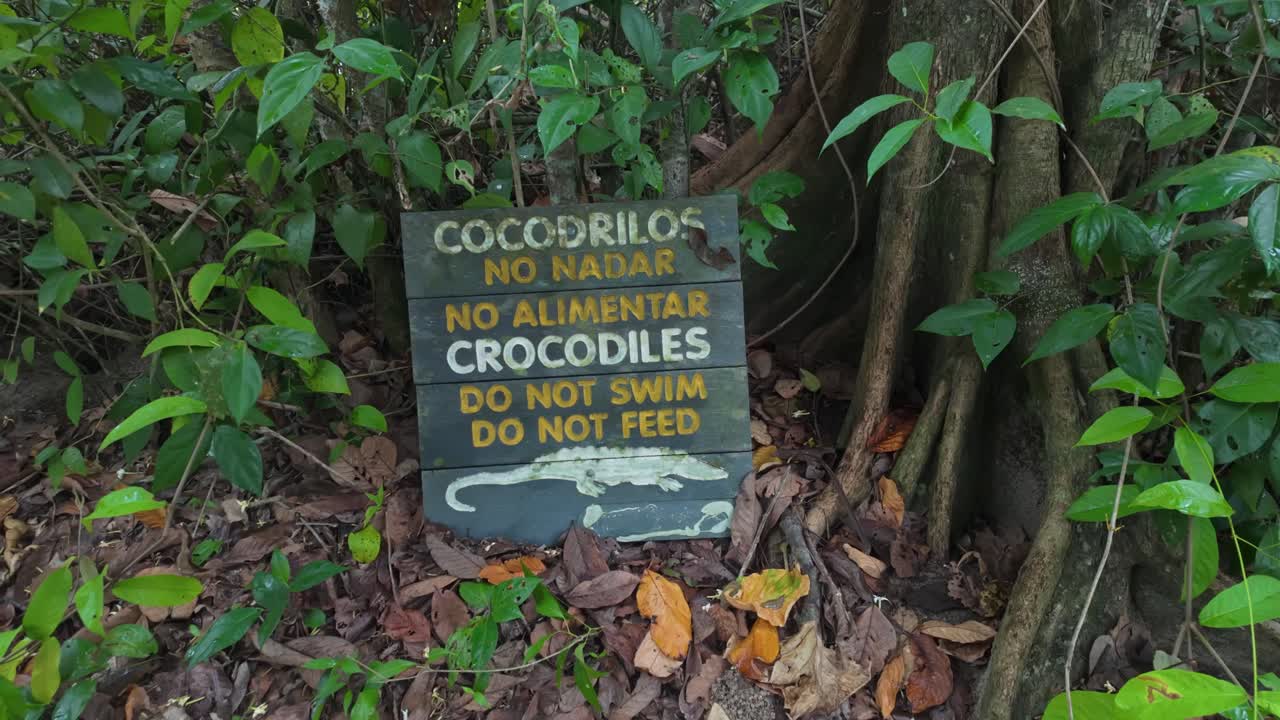 COCODRILOS
NO NADAR
NO ALIMENTAR
CROCODILES
DO NOT SWIM
DO NOT FEED